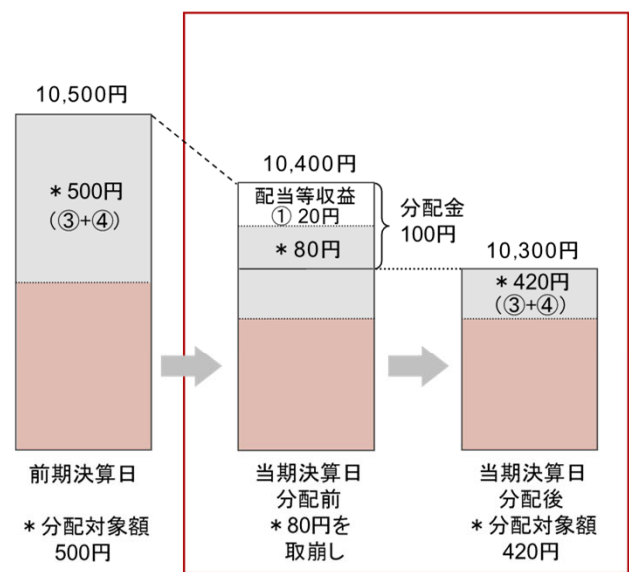 10,500円
＊500円
（③+④）
前期決算日
＊分配対象額
500円
10,400円
配当等収益
① 20円
＊80円
分配金
100円
当期決算日
分配前
＊80円を
取崩し
10,300円
＊420円
（③+④）
当期決算日
分配後
＊分配対象額
420円